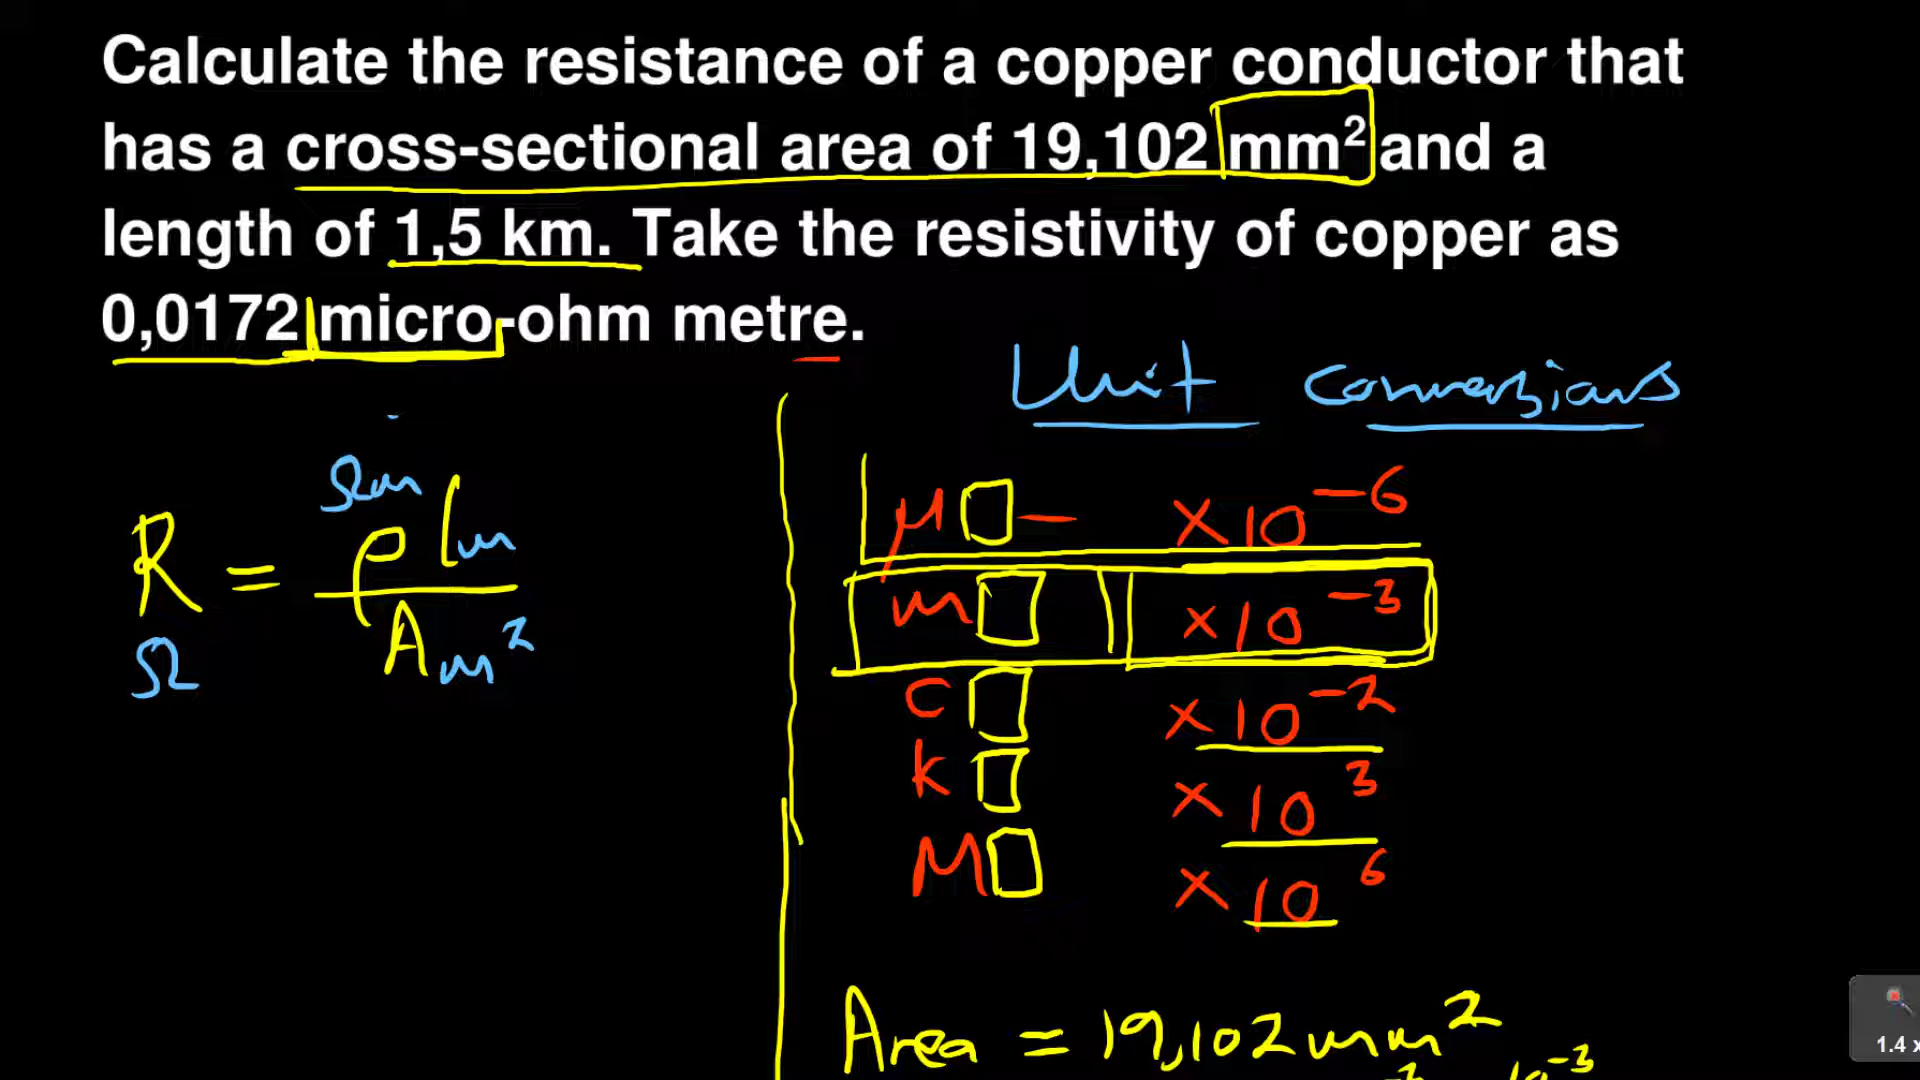 Calculate the resistance of a copper conductor that
has a cross-sectional area of 19,102 mm² and a
length of 1,5 km. Take the resistivity of copper as
0,0172 micro-ohm metre.
Unit conversions
R = ρ l / A
Ω Ωm m m²
μ☐ – × 10⁻⁶
m☐ × 10⁻³
c☐ × 10⁻²
k☐ × 10³
M☐ × 10⁶
Area = 19,102 mm²
10⁻³
1.4 x